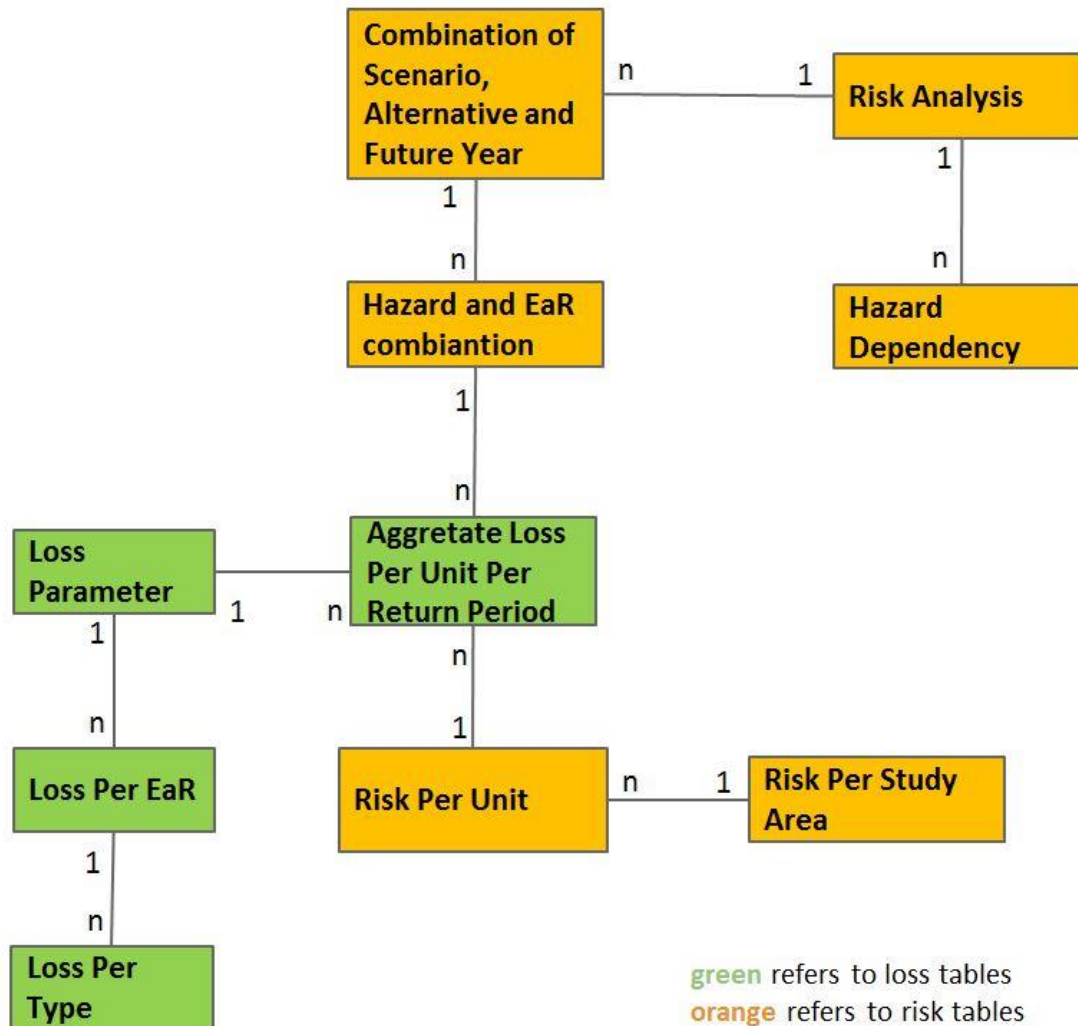 Combination of
Scenario,
Alternative and
Future Year
n
1
Risk Analysis
1
n
1
n
Hazard and EaR
combiantion
Hazard
Dependency
1
n
Loss
Parameter
1
n
Aggretate Loss
Per Unit Per
Return Period
1
n
n
1
Loss Per EaR
Risk Per Unit
n
1
Risk Per Study
Area
1
n
Loss Per
Type
green refers to loss tables
orange refers to risk tables